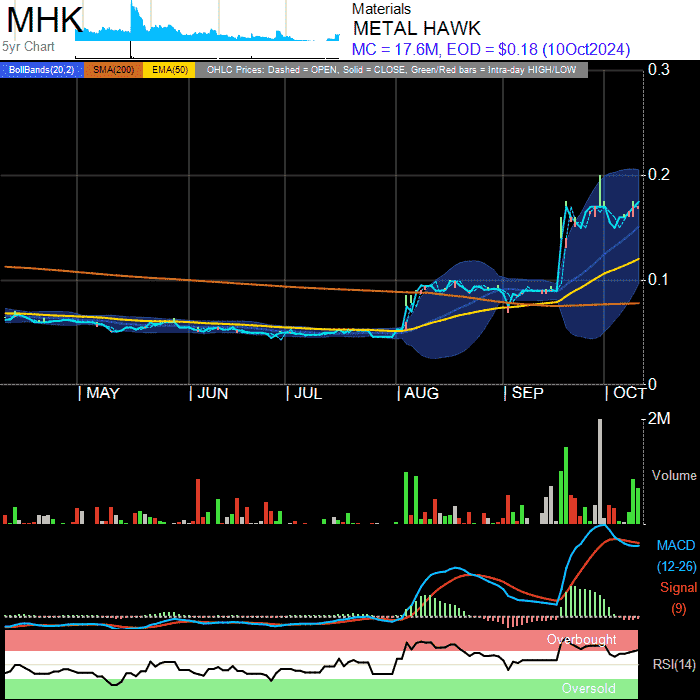 MHK
5yr Chart
Materials
METAL HAWK
MC = 17.6M, EOD = $0.18 (10Oct2024)
BollBands(20,2) SMA(200) EMA(50) OHLC Prices: Dashed = OPEN, Solid = CLOSE, Green/Red bars = Intra-day HIGH/LOW
0.3
0.2
0.1
0
| MAY | JUN | JUL | AUG | SEP | OCT
2M
Volume
MACD
(12-26)
Signal
(9)
Overbought
RSI(14)
Oversold